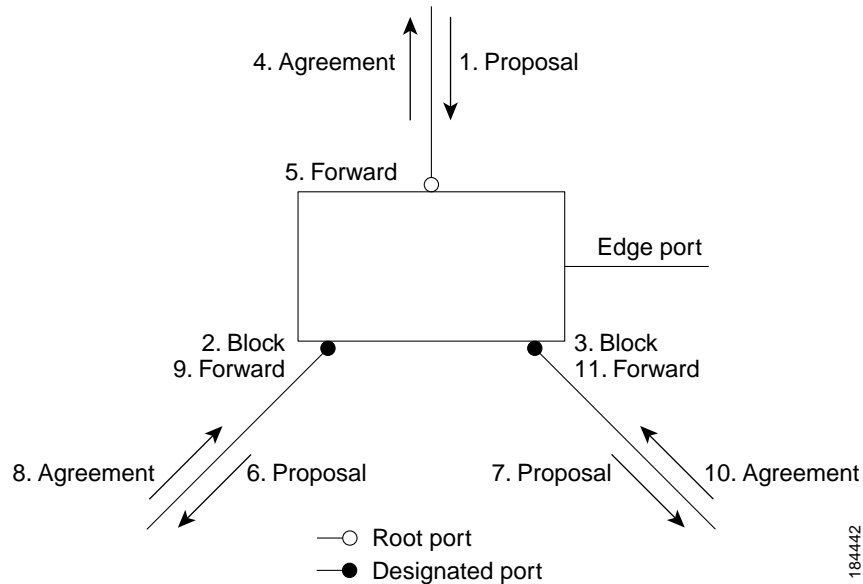 4. Agreement
1. Proposal
5. Forward
Edge port
2. Block
9. Forward
3. Block
11. Forward
8. Agreement
6. Proposal
7. Proposal
10. Agreement
Root port
Designated port
184442